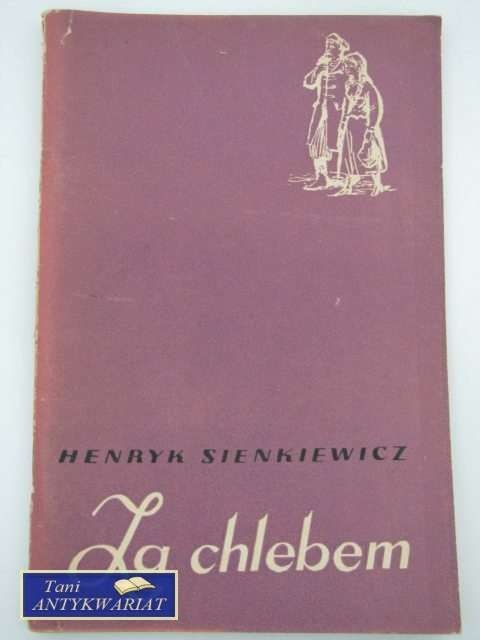 HENRYK SIENKIEWICZ
Za chlebem
Tani
ANTYKWARIAT